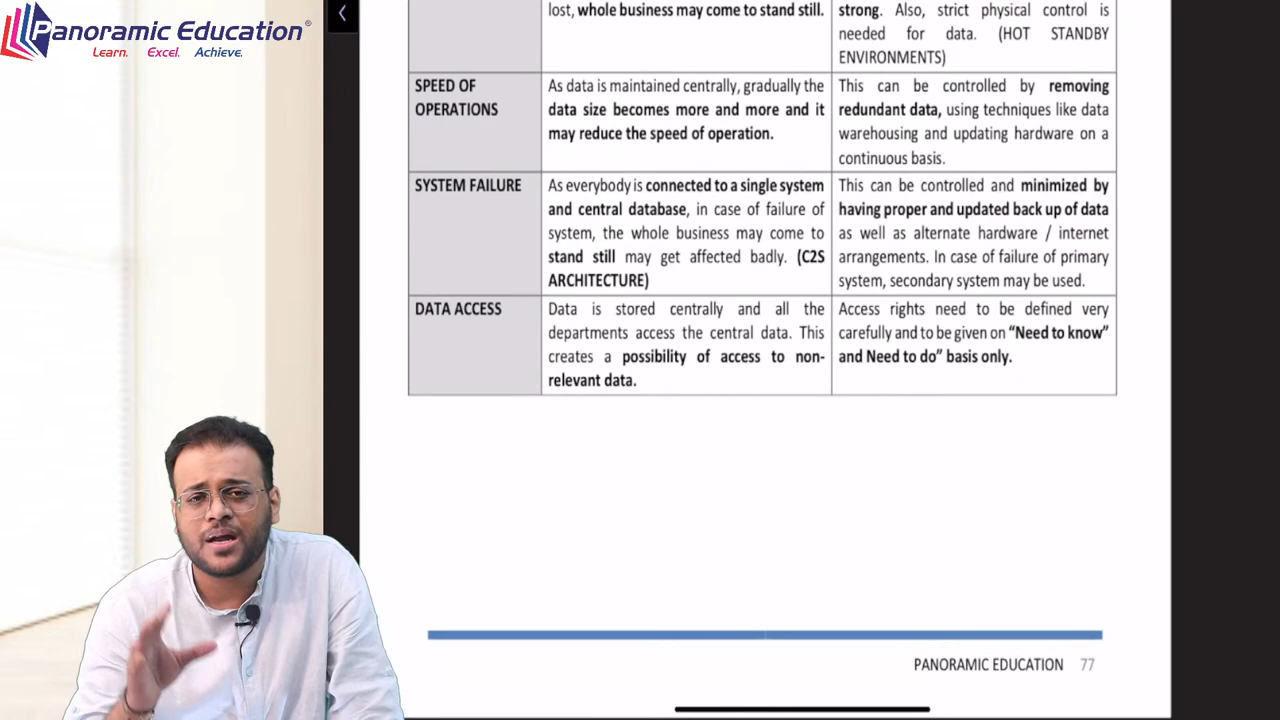 Panoramic Education®
Learn. Excel. Achieve.
lost, whole business may come to stand still.
strong. Also, strict physical control is
needed for data. (HOT STANDBY
ENVIRONMENTS)
SPEED OF
OPERATIONS
As data is maintained centrally, gradually the
data size becomes more and more and it
may reduce the speed of operation.
This can be controlled by removing
redundant data, using techniques like data
warehousing and updating hardware on a
continuous basis.
SYSTEM FAILURE
As everybody is connected to a single system
and central database, in case of failure of
system, the whole business may come to
stand still may get affected badly. (C2S
ARCHITECTURE)
This can be controlled and minimized by
having proper and updated back up of data
as well as alternate hardware / internet
arrangements. In case of failure of primary
system, secondary system may be used.
DATA ACCESS
Data is stored centrally and all the
departments access the central data. This
creates a possibility of access to non-
relevant data.
Access rights need to be defined very
carefully and to be given on “Need to know”
and Need to do” basis only.
PANORAMIC EDUCATION 77